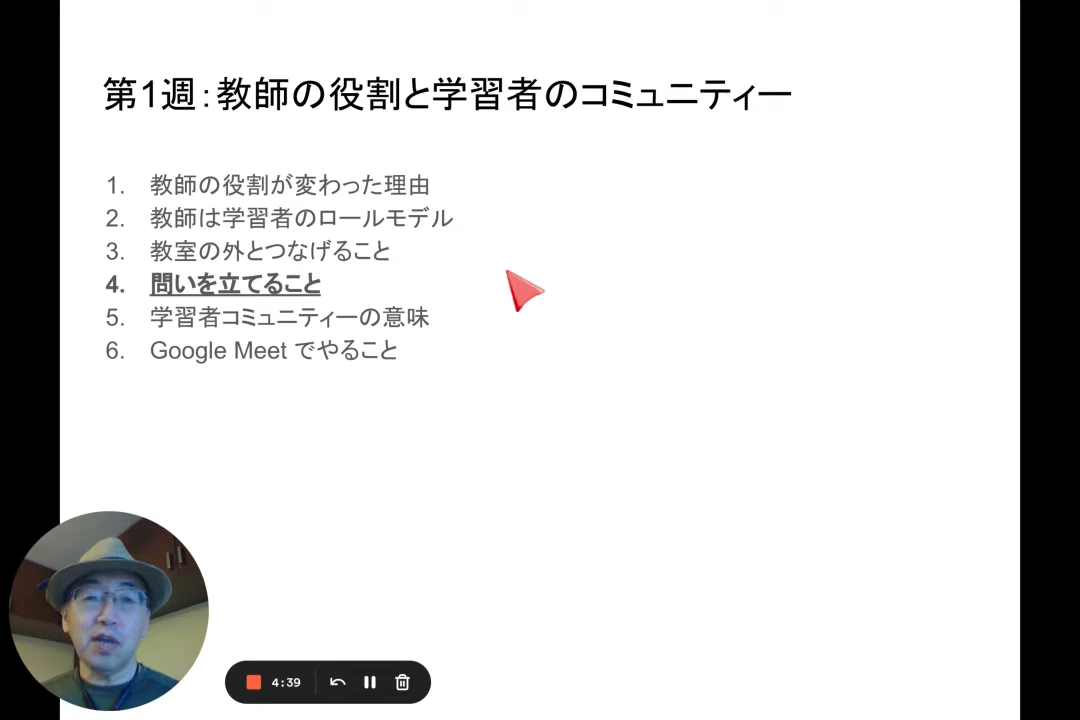 第1週：教師の役割と学習者のコミュニティー
1. 教師の役割が変わった理由
2. 教師は学習者のロールモデル
3. 教室の外とつなげること
4. 問いを立てること
5. 学習者コミュニティーの意味
6. Google Meet でやること
4:39